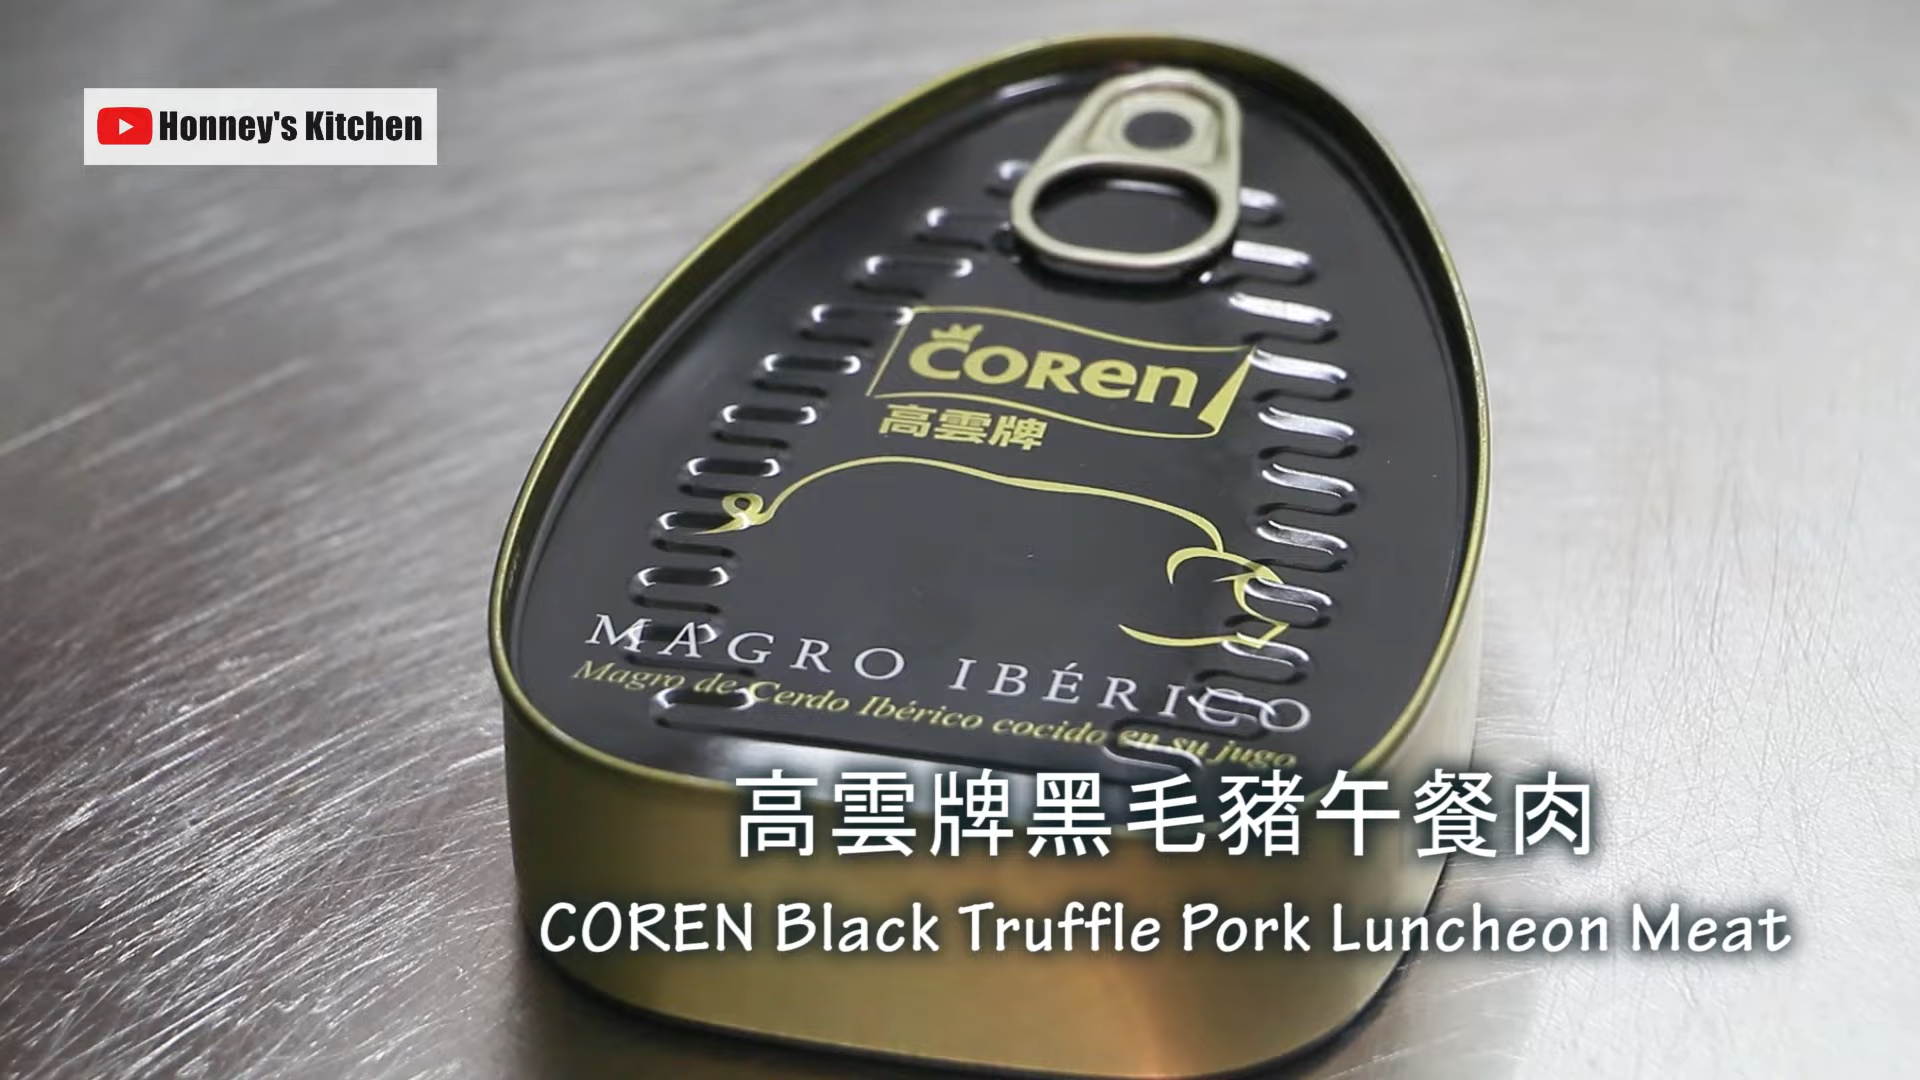 Honney's Kitchen
COREN
高雲牌
MAGRO IBÉRICO
Magro de Cerdo Ibérico cocido en su jugo
高雲牌黑毛豬午餐肉
COREN Black Truffle Pork Luncheon Meat